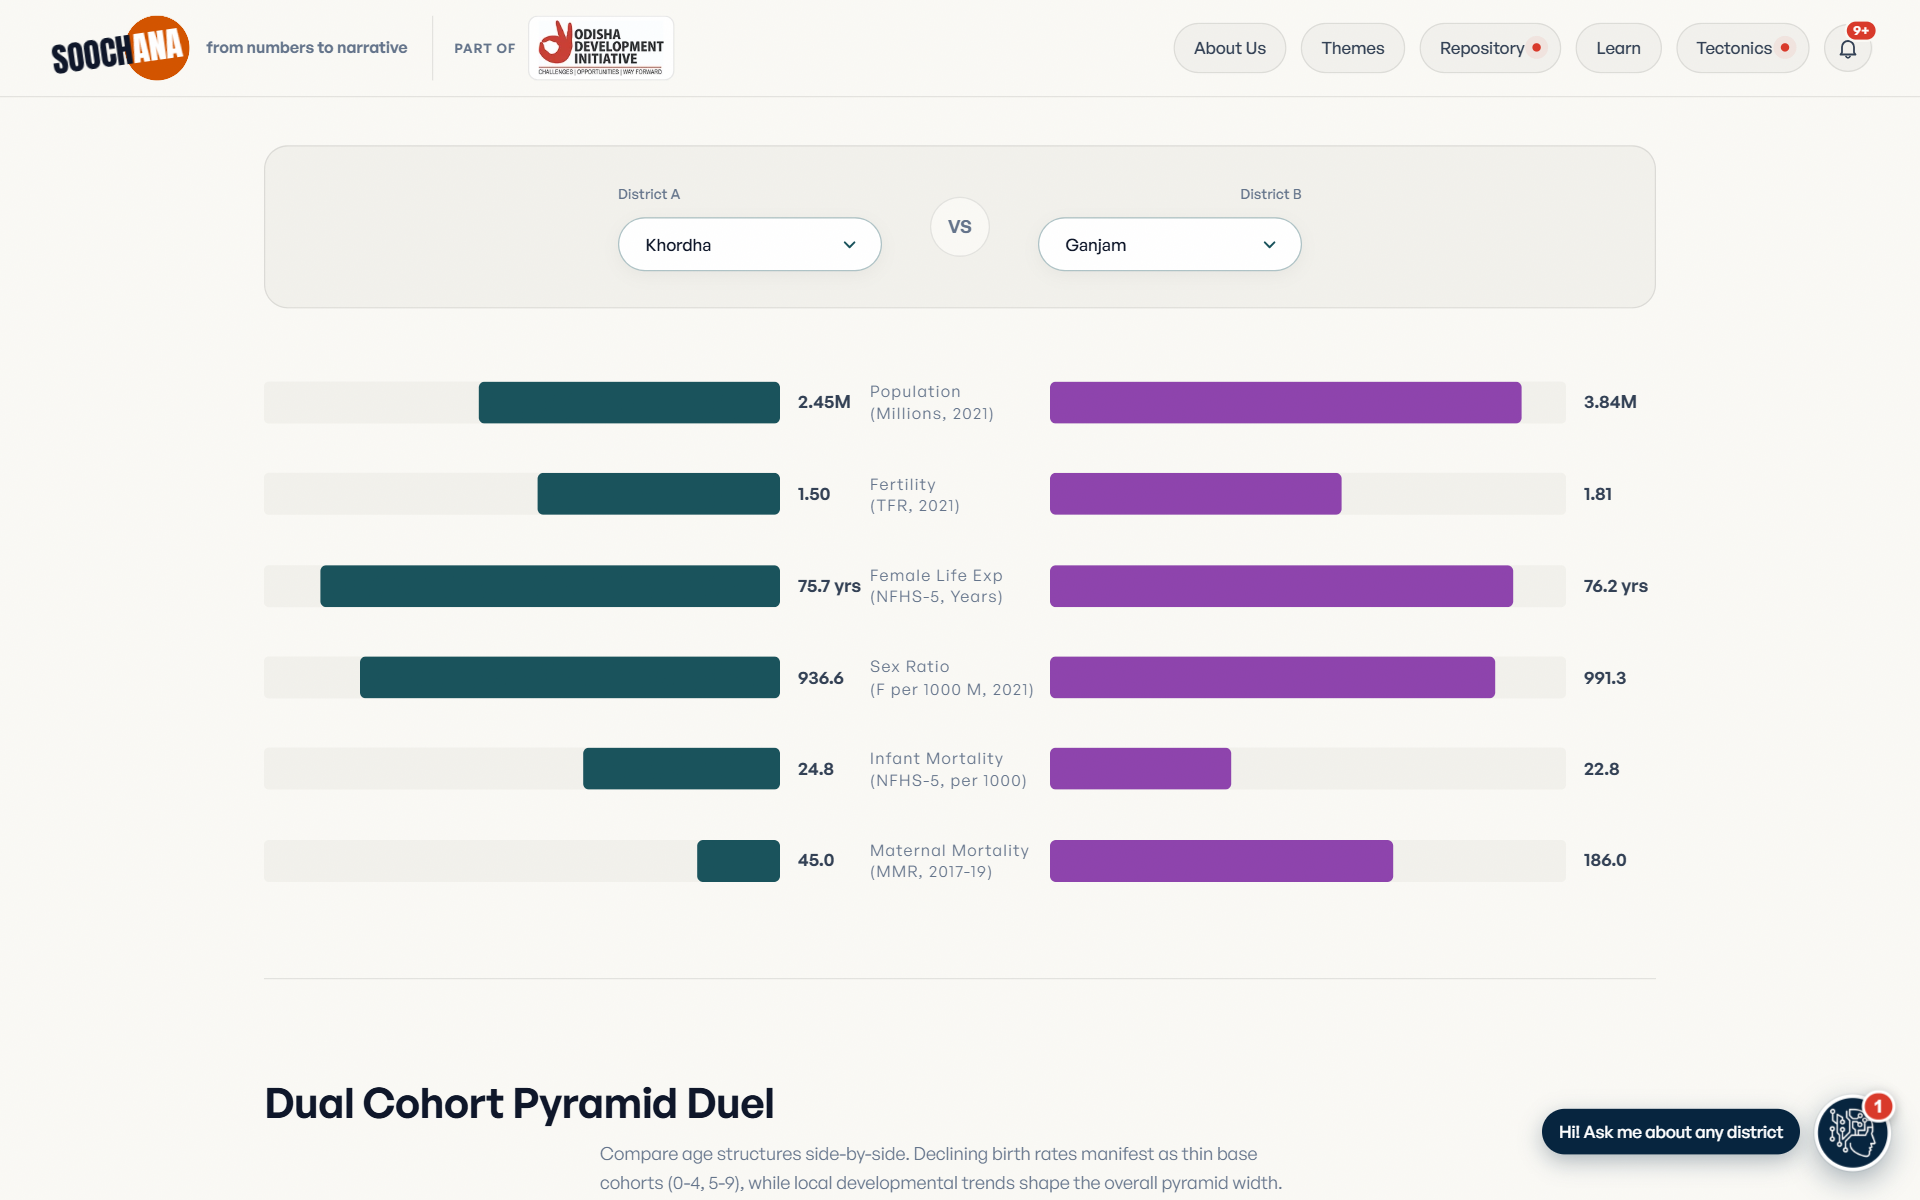 SOOCHANA
from numbers to narrative
PART OF
ODISHA
DEVELOPMENT
INITIATIVE
CHALLENGES | OPPORTUNITIES | WAY FORWARD
About Us
Themes
Repository
Learn
Tectonics
9+
District A
District B
Khordha
VS
Ganjam
2.45M
Population
(Millions, 2021)
3.84M
1.50
Fertility
(TFR, 2021)
1.81
75.7 yrs
Female Life Exp
(NFHS-5, Years)
76.2 yrs
936.6
Sex Ratio
(F per 1000 M, 2021)
991.3
24.8
Infant Mortality
(NFHS-5, per 1000)
22.8
45.0
Maternal Mortality
(MMR, 2017-19)
186.0
Dual Cohort Pyramid Duel
Compare age structures side-by-side. Declining birth rates manifest as thin base
cohorts (0-4, 5-9), while local developmental trends shape the overall pyramid width.
Hi! Ask me about any district
1